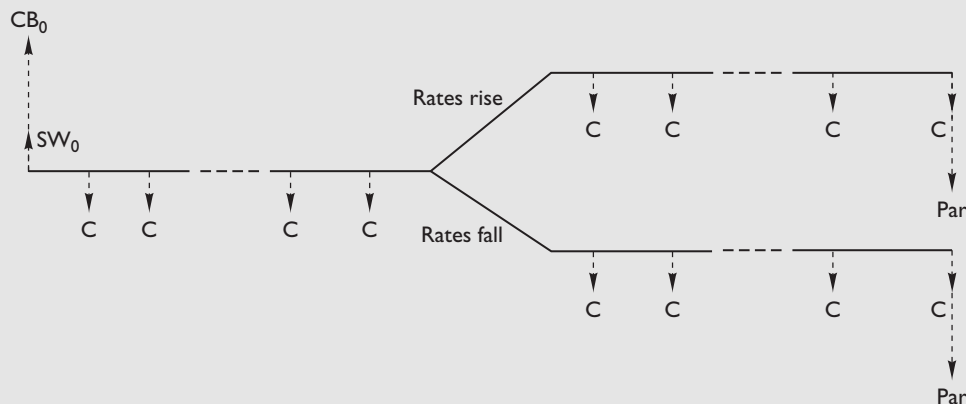 CB₀
SW₀
Rates rise
C C C C
Par
C C C C
Rates fall
C C C C
Par